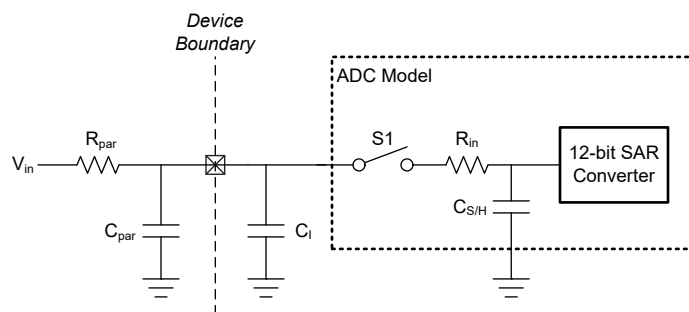 Device
Boundary
ADC Model
R_par
S1
R_in
V_in
12-bit SAR
Converter
C_par
C_I
C_S/H